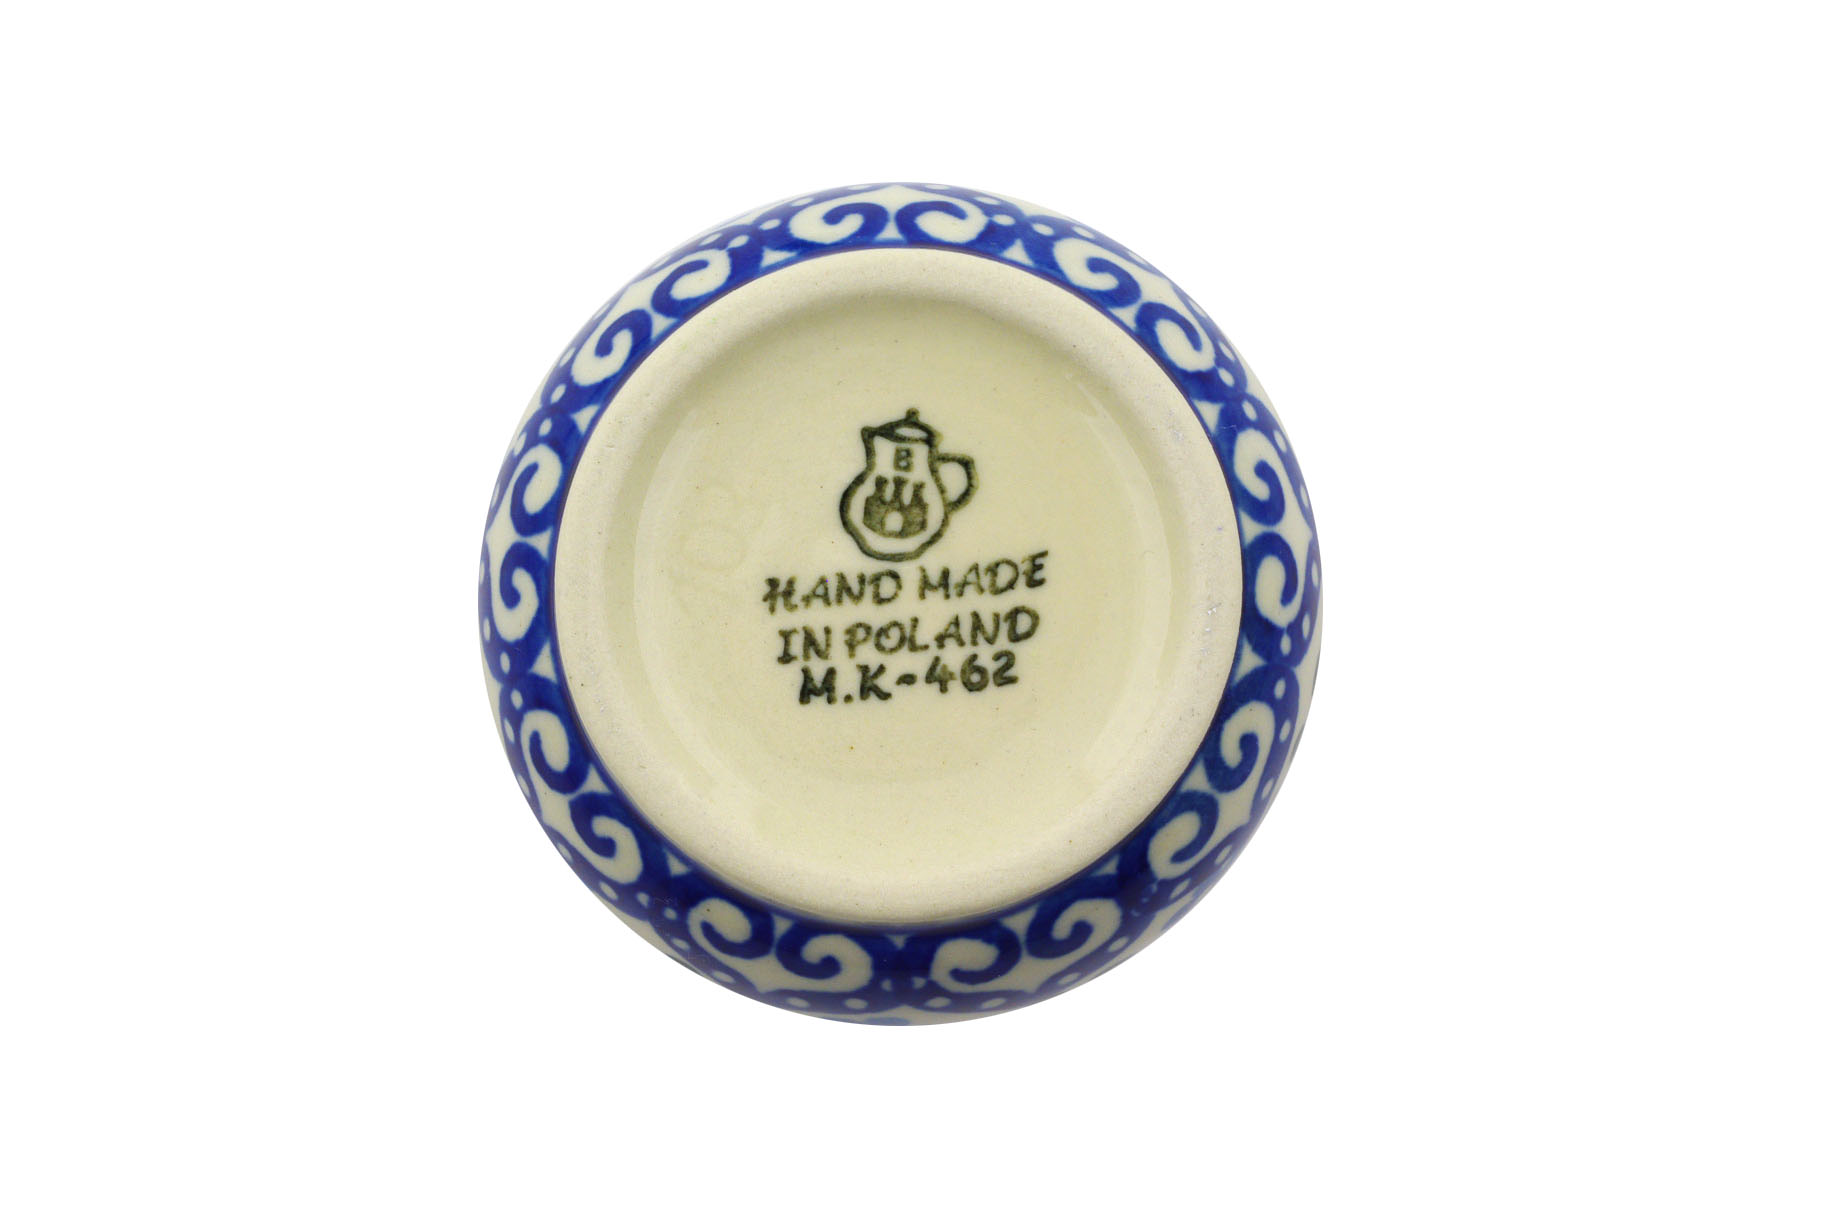 B
HAND MADE
IN POLAND
M.K-462